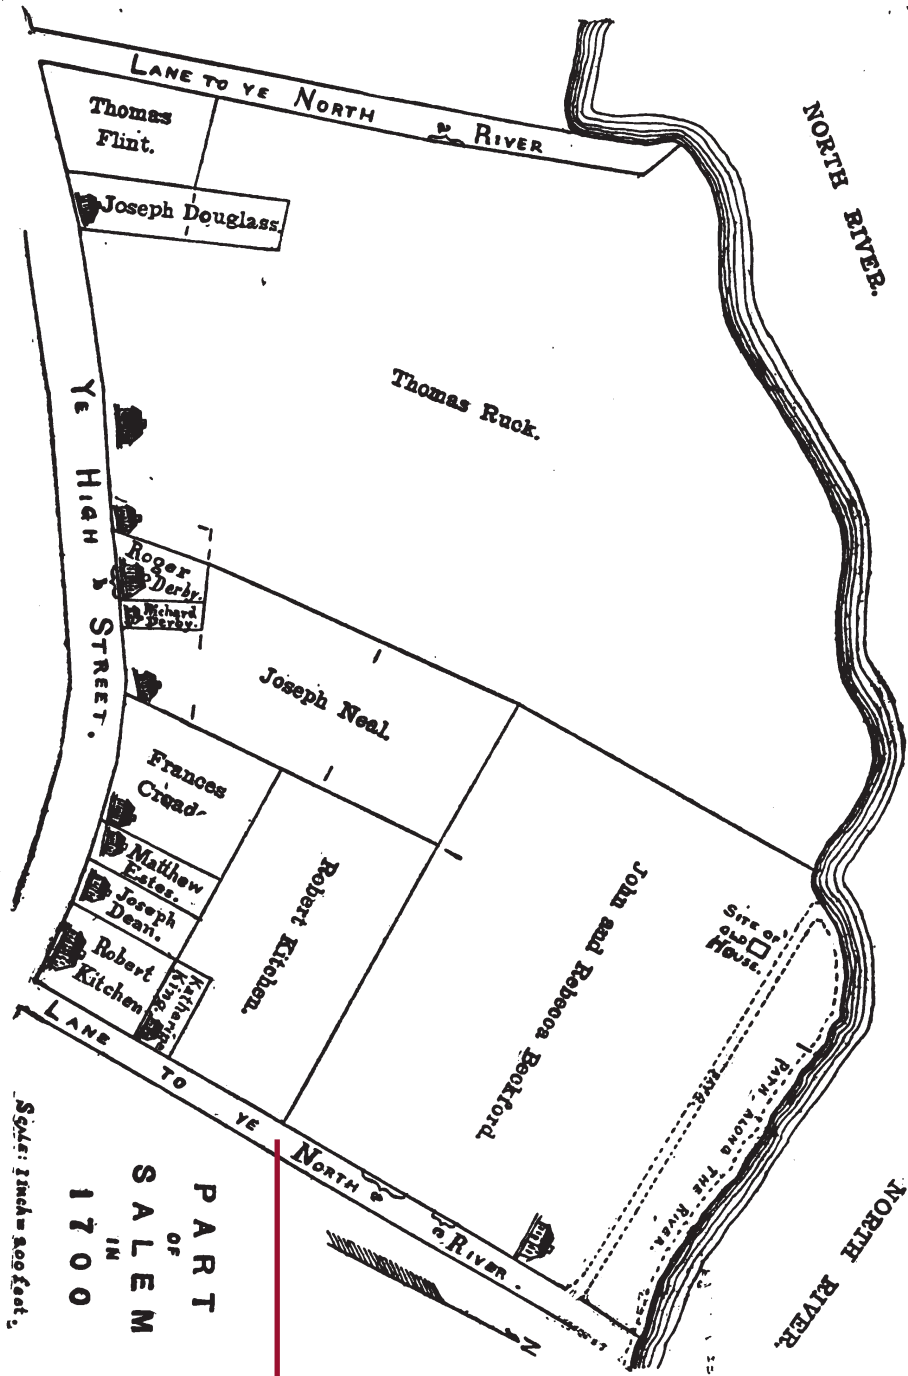 LANE TO YE NORTH RIVER
NORTH RIVER.
Thomas
Flint.
Joseph Douglass.
Thomas Ruck.
YE HIGH STREET.
Roger
Derby.
Richard
Derby.
Joseph Neal.
Frances
Matthew
Estes.
Joseph
Dean.
Robert
Kitchen
Katharine
King.
Robert Kitchen.
John and Rebecca Beckford.
SITE OF
OLD
HOUSE.
PATH ALONG THE RIVER.
LANE TO YE NORTH RIVER.
NORTH RIVER.
N
PART
OF
SALEM
IN
1700
Scale: 1 inch = 200 feet.